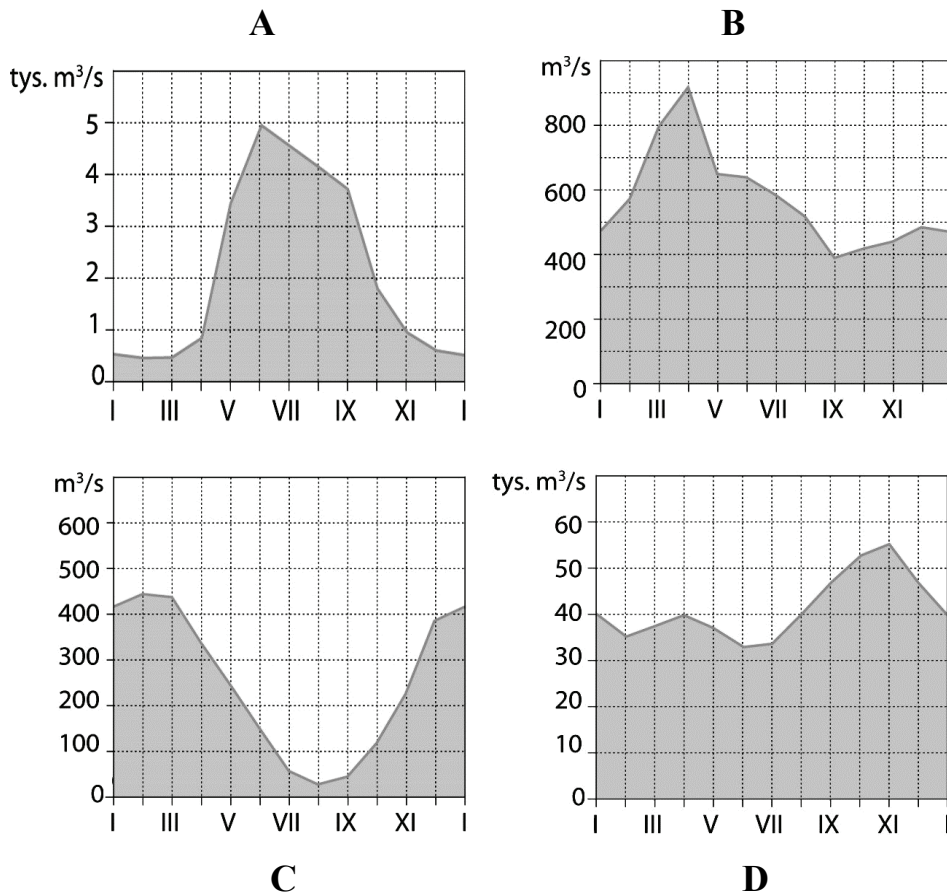 A
tys. m³/s
5
4
3
2
1
0
I III V VII IX XI I
B
m³/s
800
600
400
200
0
I III V VII IX XI
m³/s
600
500
400
300
200
100
0
I III V VII IX XI I
C
tys. m³/s
60
50
40
30
20
10
0
I III V VII IX XI I
D